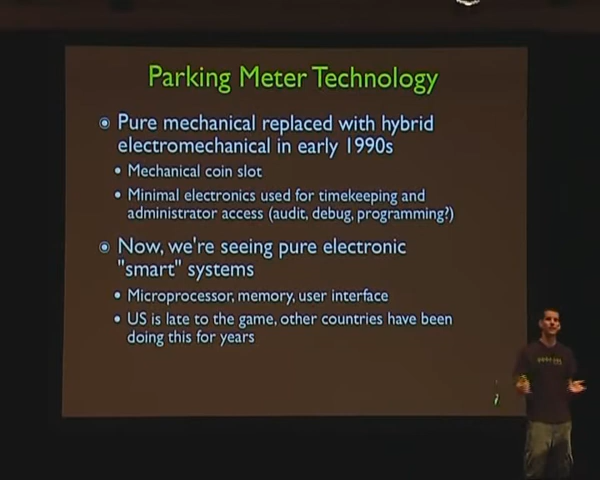 Parking Meter Technology
Pure mechanical replaced with hybrid
electromechanical in early 1990s
Mechanical coin slot
Minimal electronics used for timekeeping and
administrator access (audit, debug, programming?)
Now, we're seeing pure electronic
"smart" systems
Microprocessor, memory, user interface
US is late to the game, other countries have been
doing this for years